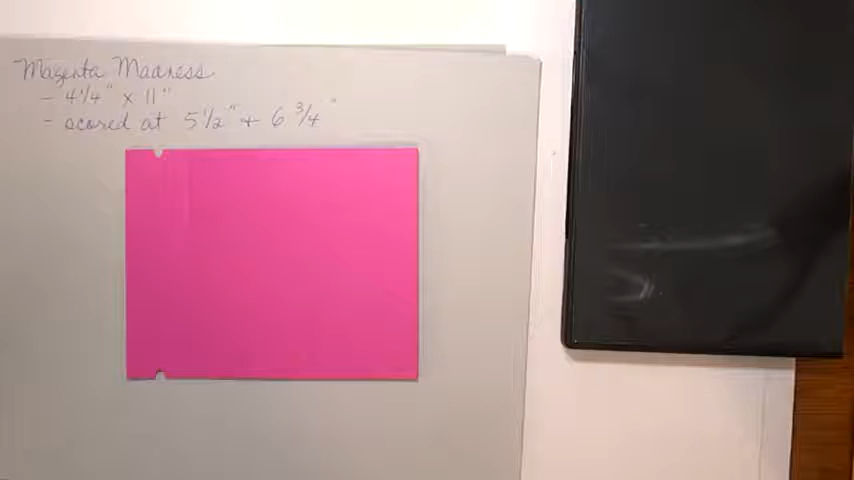 Magenta Madness
- 4 1/4" x 11"
- scored at 5 1/2" + 6 3/4"